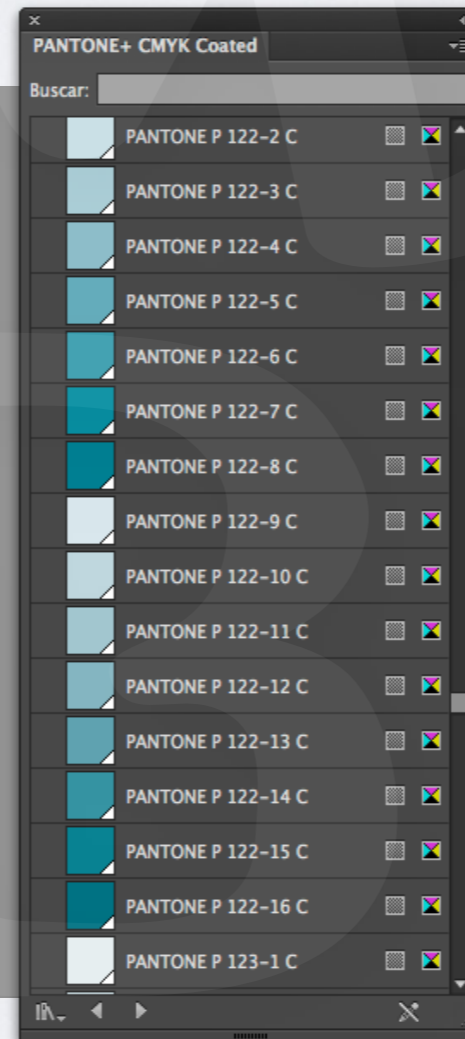 PANTONE+ CMYK Coated
Buscar:
PANTONE P 122-2 C
PANTONE P 122-3 C
PANTONE P 122-4 C
PANTONE P 122-5 C
PANTONE P 122-6 C
PANTONE P 122-7 C
PANTONE P 122-8 C
PANTONE P 122-9 C
PANTONE P 122-10 C
PANTONE P 122-11 C
PANTONE P 122-12 C
PANTONE P 122-13 C
PANTONE P 122-14 C
PANTONE P 122-15 C
PANTONE P 122-16 C
PANTONE P 123-1 C